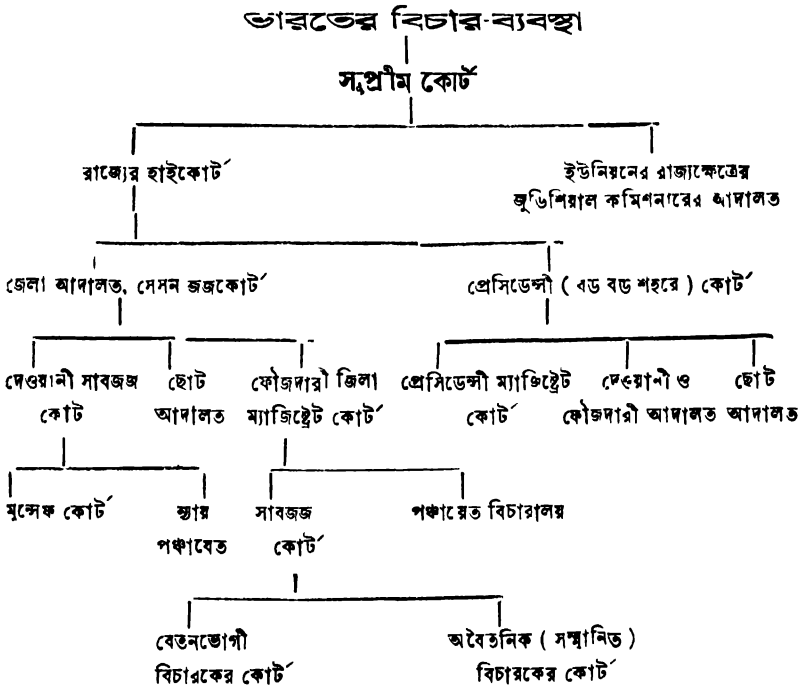 ভারতের বিচার-ব্যবস্থা
সুপ্রীম কোর্ট
রাজ্যের হাইকোর্ট
ইউনিয়নের রাজ্যক্ষেত্রের
জুডিশিয়াল কমিশনারের আদালত
জেলা আদালত, সেসন জজকোর্ট
প্রেসিডেন্সী ( বড বড শহরে ) কোর্ট
দেওয়ানী সাবজজ
কোর্ট
ছোট
আদালত
ফৌজদারী জিলা
ম্যাজিষ্ট্রেট কোর্ট
প্রেসিডেন্সী ম্যাজিষ্ট্রেট
কোর্ট
দেওয়ানী ও
ফৌজদারী আদালত
ছোট
আদালত
মুন্সেফ কোর্ট
ন্যায়
পঞ্চাযেত
সাবজজ
কোর্ট
পঞ্চায়েত বিচারালয়
বেতনভোগী
বিচারকের কোর্ট
অবৈতনিক ( সম্মানিত )
বিচারকের কোর্ট